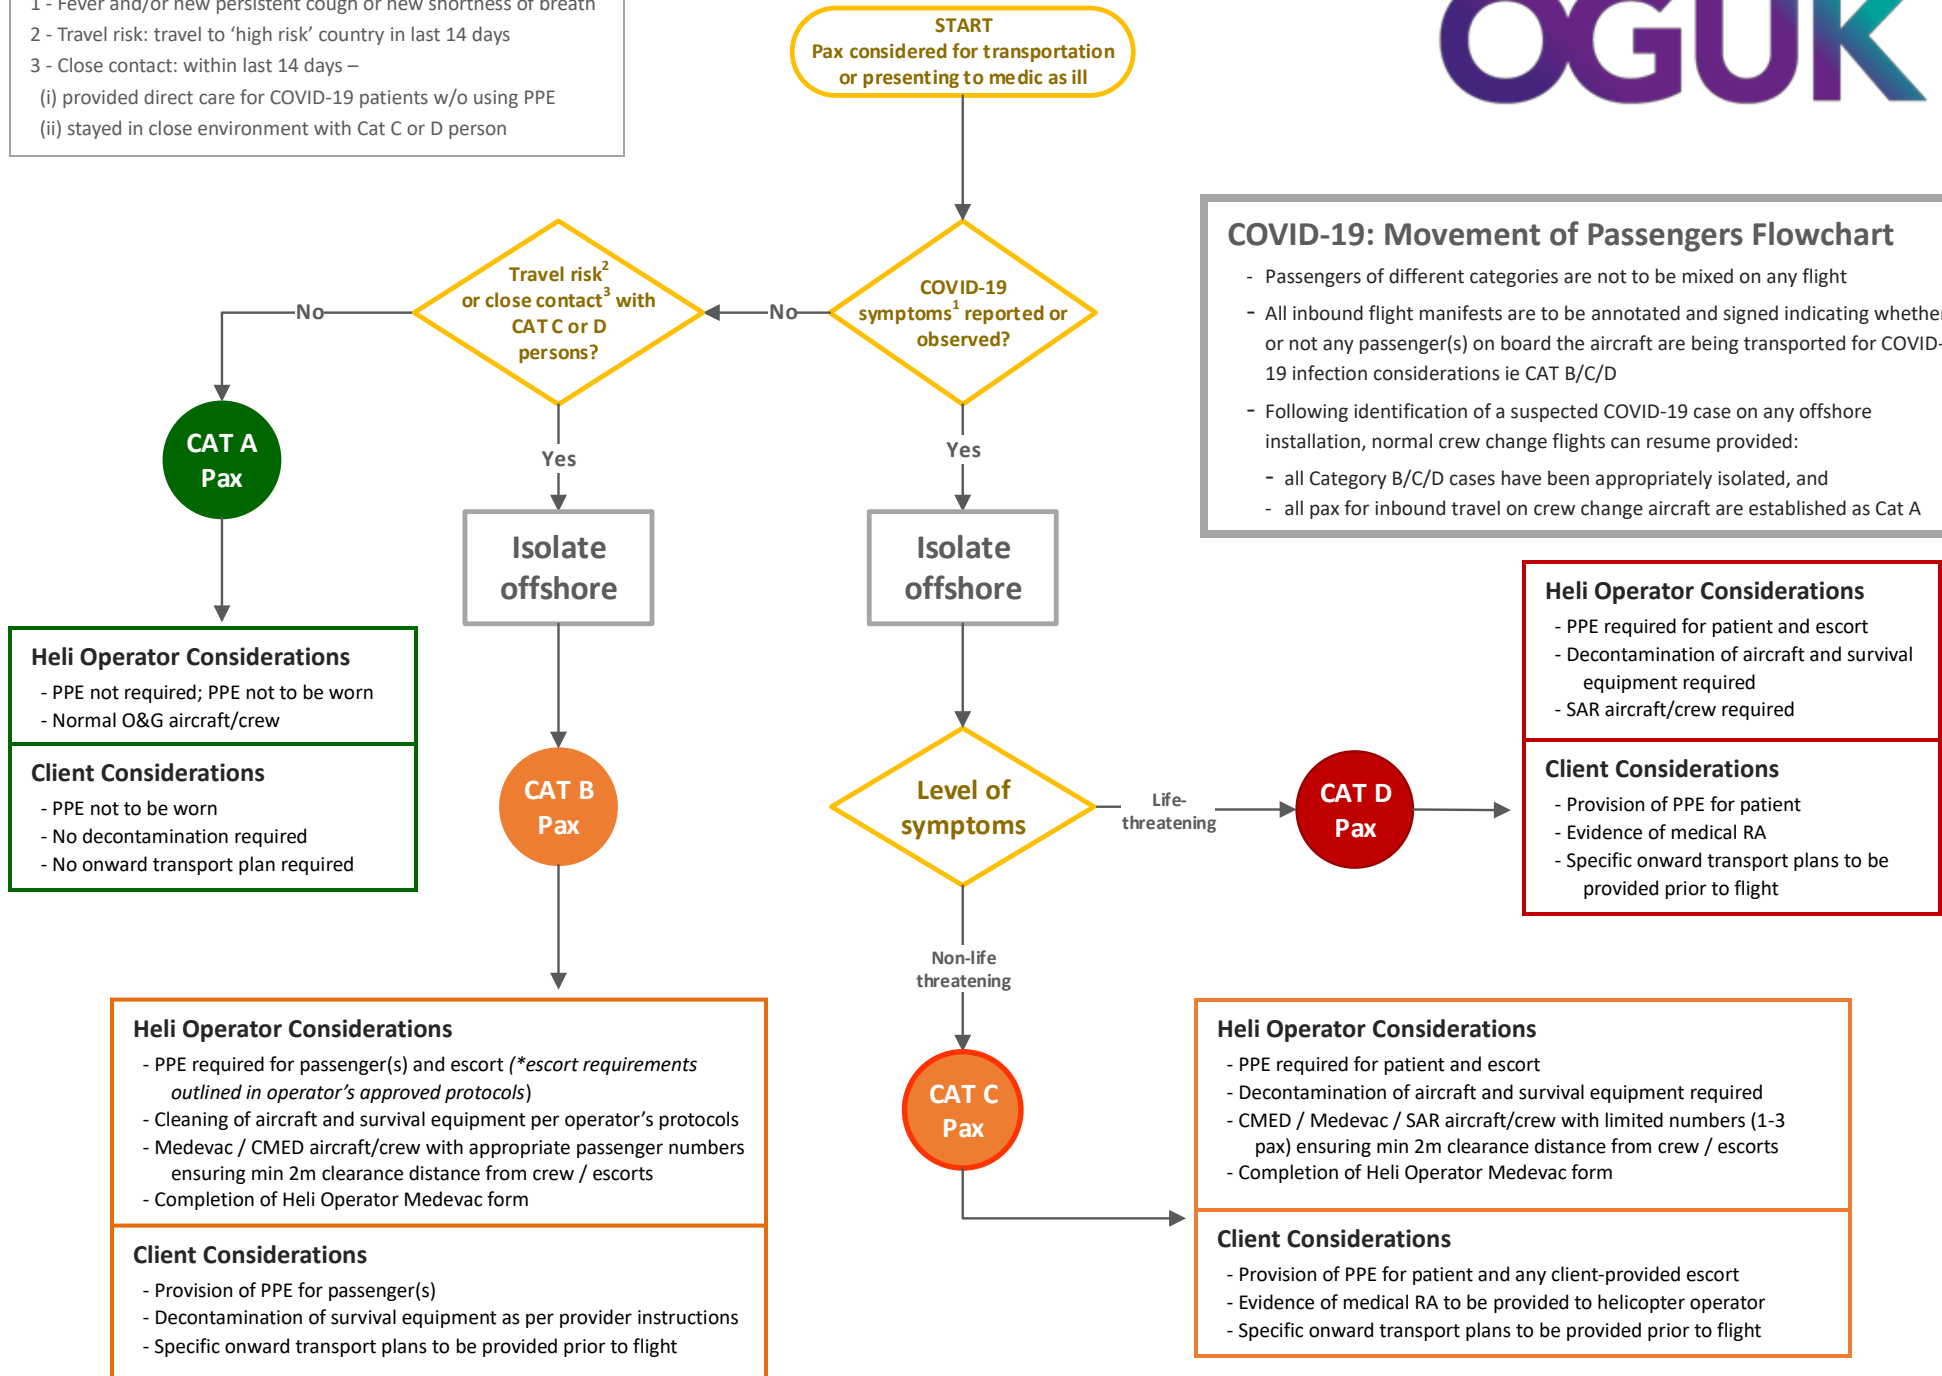 1 - Fever and/or new persistent cough or new shortness of breath
2 - Travel risk: travel to ‘high risk’ country in last 14 days
3 - Close contact: within last 14 days –
(i) provided direct care for COVID-19 patients w/o using PPE
(ii) stayed in close environment with Cat C or D person
START
Pax considered for transportation
or presenting to medic as ill
OGUK
COVID-19: Movement of Passengers Flowchart
- Passengers of different categories are not to be mixed on any flight
- All inbound flight manifests are to be annotated and signed indicating whether
or not any passenger(s) on board the aircraft are being transported for COVID-
19 infection considerations ie CAT B/C/D
- Following identification of a suspected COVID-19 case on any offshore
installation, normal crew change flights can resume provided:
- all Category B/C/D cases have been appropriately isolated, and
- all pax for inbound travel on crew change aircraft are established as Cat A
COVID-19
symptoms1 reported or
observed?
No
Travel risk2
or close contact3 with
CAT C or D
persons?
No
Yes
Yes
CAT A
Pax
Isolate
offshore
Isolate
offshore
Heli Operator Considerations
- PPE not required; PPE not to be worn
- Normal O&G aircraft/crew
Client Considerations
- PPE not to be worn
- No decontamination required
- No onward transport plan required
CAT B
Pax
Level of
symptoms
Life-
threatening
CAT D
Pax
Heli Operator Considerations
- PPE required for patient and escort
- Decontamination of aircraft and survival
equipment required
- SAR aircraft/crew required
Client Considerations
- Provision of PPE for patient
- Evidence of medical RA
- Specific onward transport plans to be
provided prior to flight
Non-life
threatening
CAT C
Pax
Heli Operator Considerations
- PPE required for passenger(s) and escort (*escort requirements
outlined in operator’s approved protocols)
- Cleaning of aircraft and survival equipment per operator’s protocols
- Medevac / CMED aircraft/crew with appropriate passenger numbers
ensuring min 2m clearance distance from crew / escorts
- Completion of Heli Operator Medevac form
Client Considerations
- Provision of PPE for passenger(s)
- Decontamination of survival equipment as per provider instructions
- Specific onward transport plans to be provided prior to flight
Heli Operator Considerations
- PPE required for patient and escort
- Decontamination of aircraft and survival equipment required
- CMED / Medevac / SAR aircraft/crew with limited numbers (1-3
pax) ensuring min 2m clearance distance from crew / escorts
- Completion of Heli Operator Medevac form
Client Considerations
- Provision of PPE for patient and any client-provided escort
- Evidence of medical RA to be provided to helicopter operator
- Specific onward transport plans to be provided prior to flight